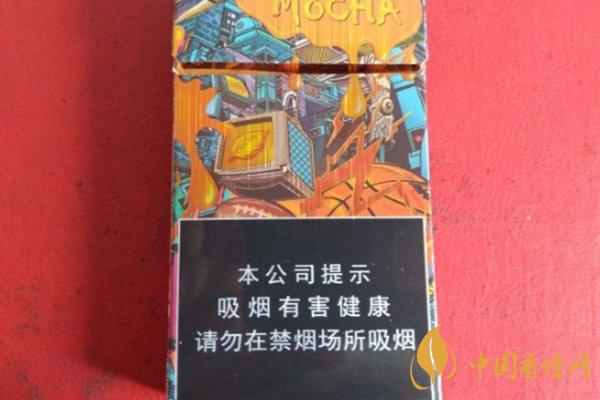 MOCHA
本公司提示
吸烟有害健康
请勿在禁烟场所吸烟
中国香烟网